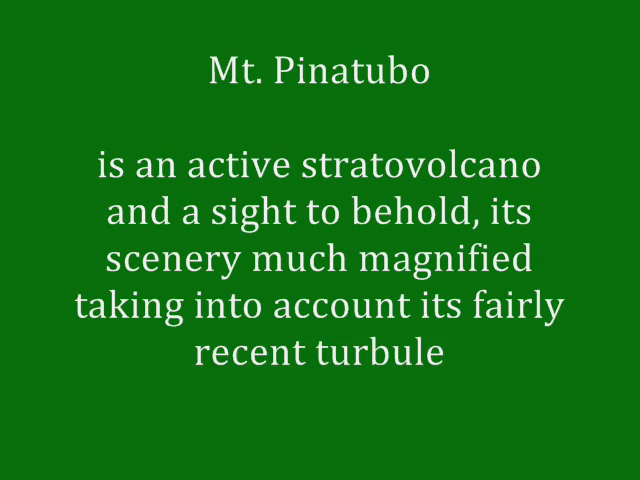 Mt. Pinatubo
is an active stratovolcano
and a sight to behold, its
scenery much magnified
taking into account its fairly
recent turbule